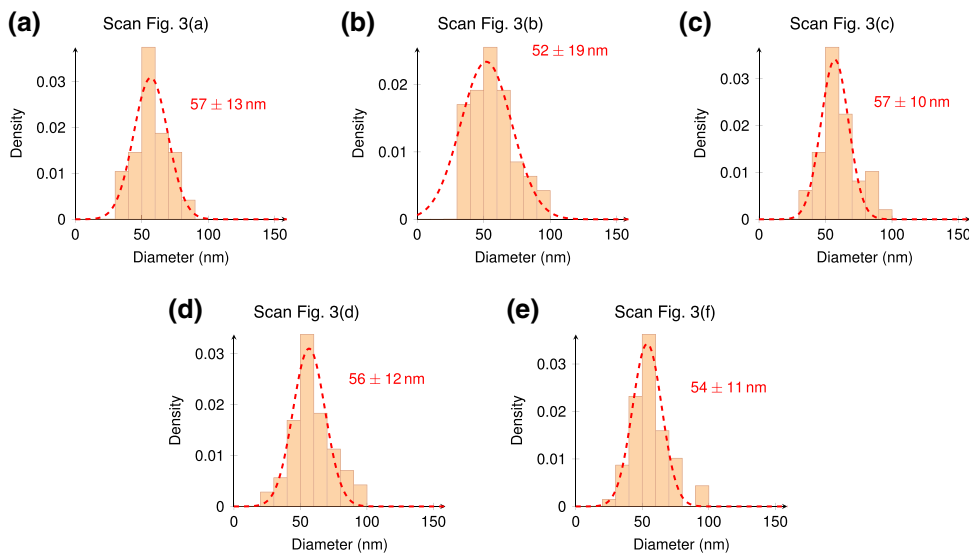 (a)
Scan Fig. 3(a)
Density
0.03
0.02
0.01
0
57 ± 13 nm
0 50 100 150
Diameter (nm)
(b)
Scan Fig. 3(b)
Density
0.02
0.01
0
52 ± 19 nm
0 50 100 150
Diameter (nm)
(c)
Scan Fig. 3(c)
Density
0.03
0.02
0.01
0
57 ± 10 nm
0 50 100 150
Diameter (nm)
(d)
Scan Fig. 3(d)
Density
0.03
0.02
0.01
0
56 ± 12 nm
0 50 100 150
Diameter (nm)
(e)
Scan Fig. 3(f)
Density
0.03
0.02
0.01
0
54 ± 11 nm
0 50 100 150
Diameter (nm)